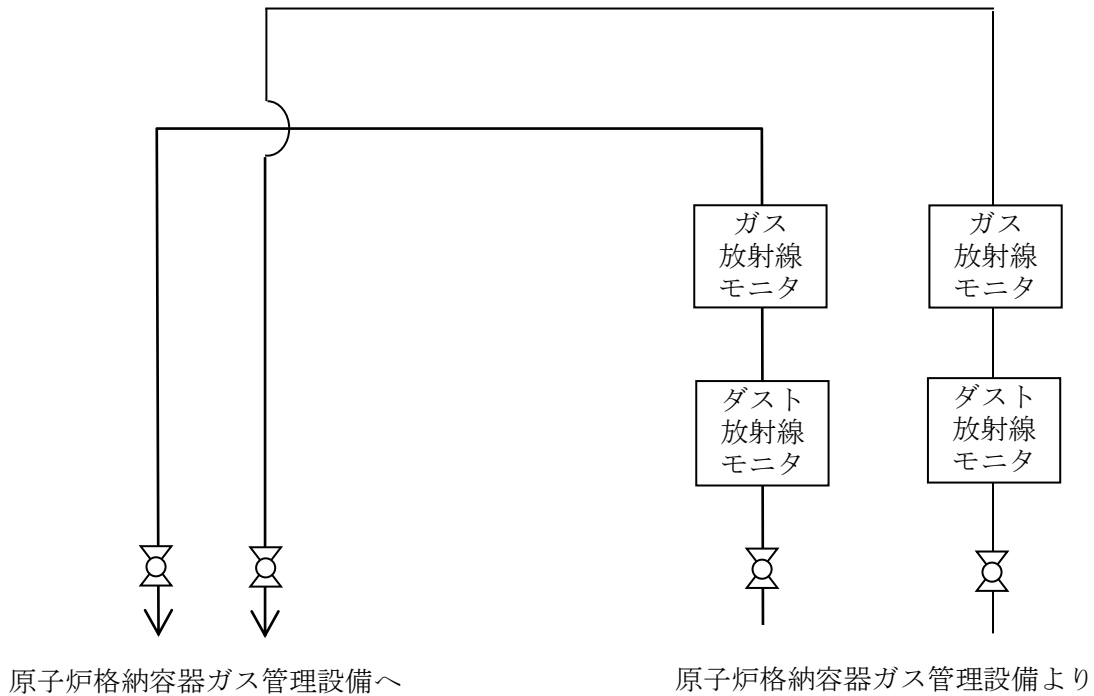 ガス
放射線
モニタ
ガス
放射線
モニタ
ダスト
放射線
モニタ
ダスト
放射線
モニタ
原子炉格納容器ガス管理設備へ
原子炉格納容器ガス管理設備より